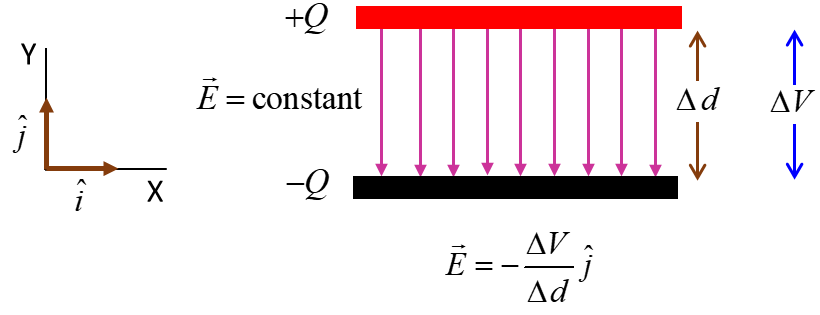 +Q
Y
E⃗ = constant
Δd
ΔV
ĵ
î
X
−Q
E⃗ = −ΔV/Δd ĵ